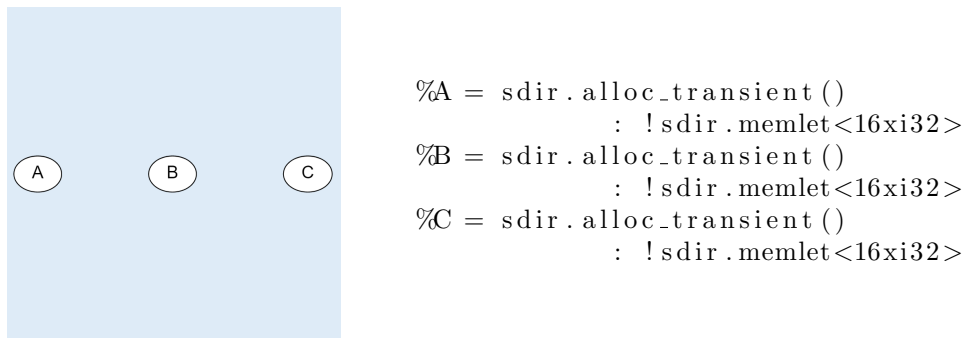 A B C
%A = sdir.alloc_transient()
: !sdir.memlet<16xi32>
%B = sdir.alloc_transient()
: !sdir.memlet<16xi32>
%C = sdir.alloc_transient()
: !sdir.memlet<16xi32>